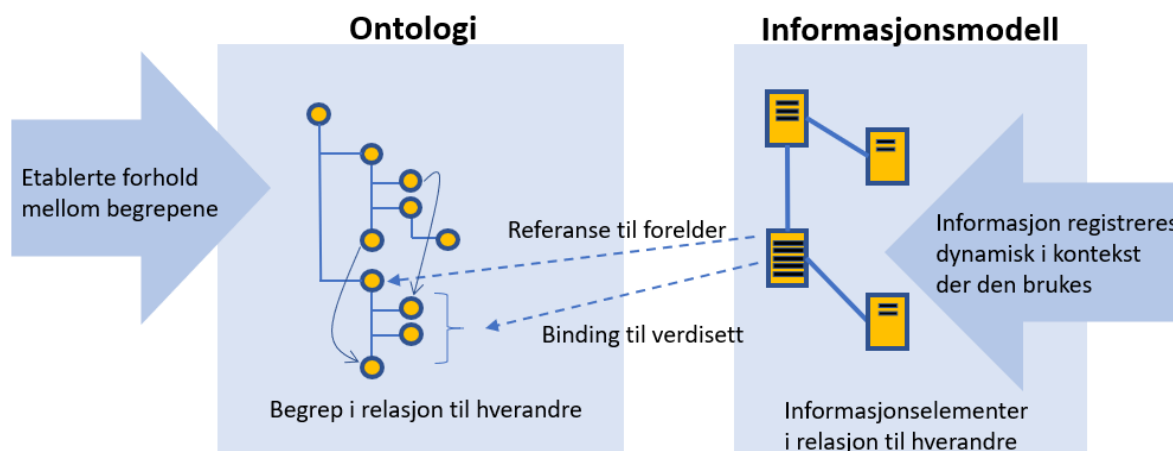 Ontologi
Informasjonsmodell
Etablerte forhold
mellom begrepene
Referanse til forelder
Binding til verdisett
Informasjon registreres
dynamisk i kontekst
der den brukes
Begrep i relasjon til hverandre
Informasjonselementer
i relasjon til hverandre